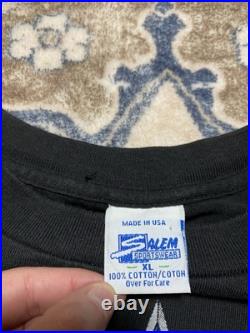 MADE IN USA
SALEM
SPORTSWEAR
XL
100% COTTON/COTON
Over For Care